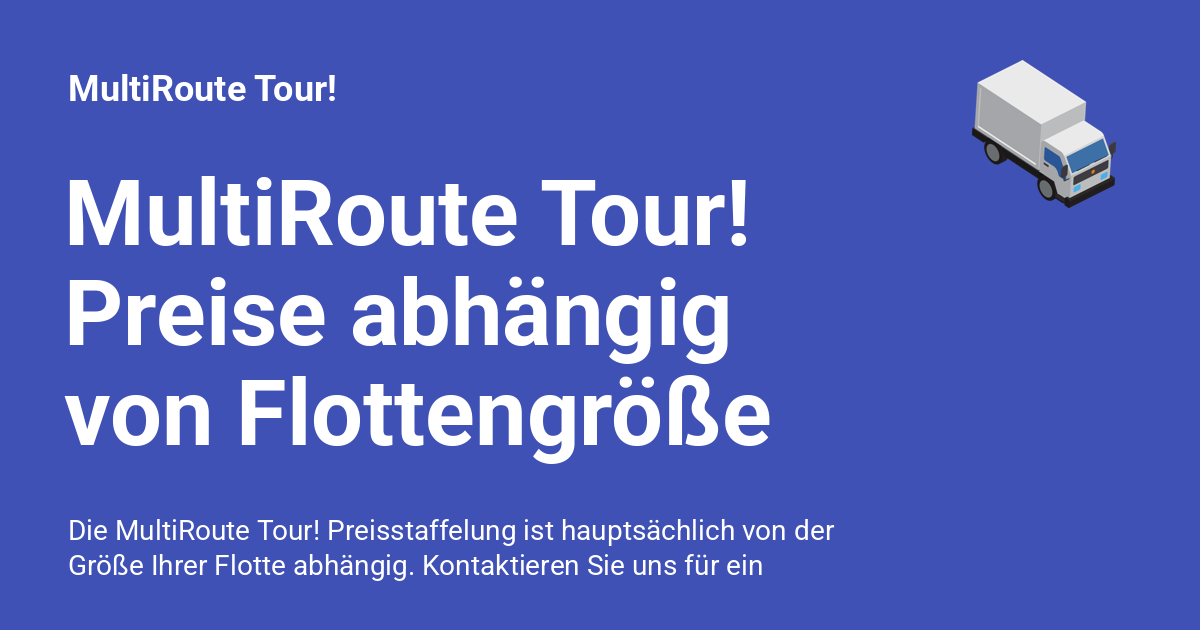 MultiRoute Tour!
MultiRoute Tour!
Preise abhängig
von Flottengröße
Die MultiRoute Tour! Preisstaffelung ist hauptsächlich von der
Größe Ihrer Flotte abhängig. Kontaktieren Sie uns für ein